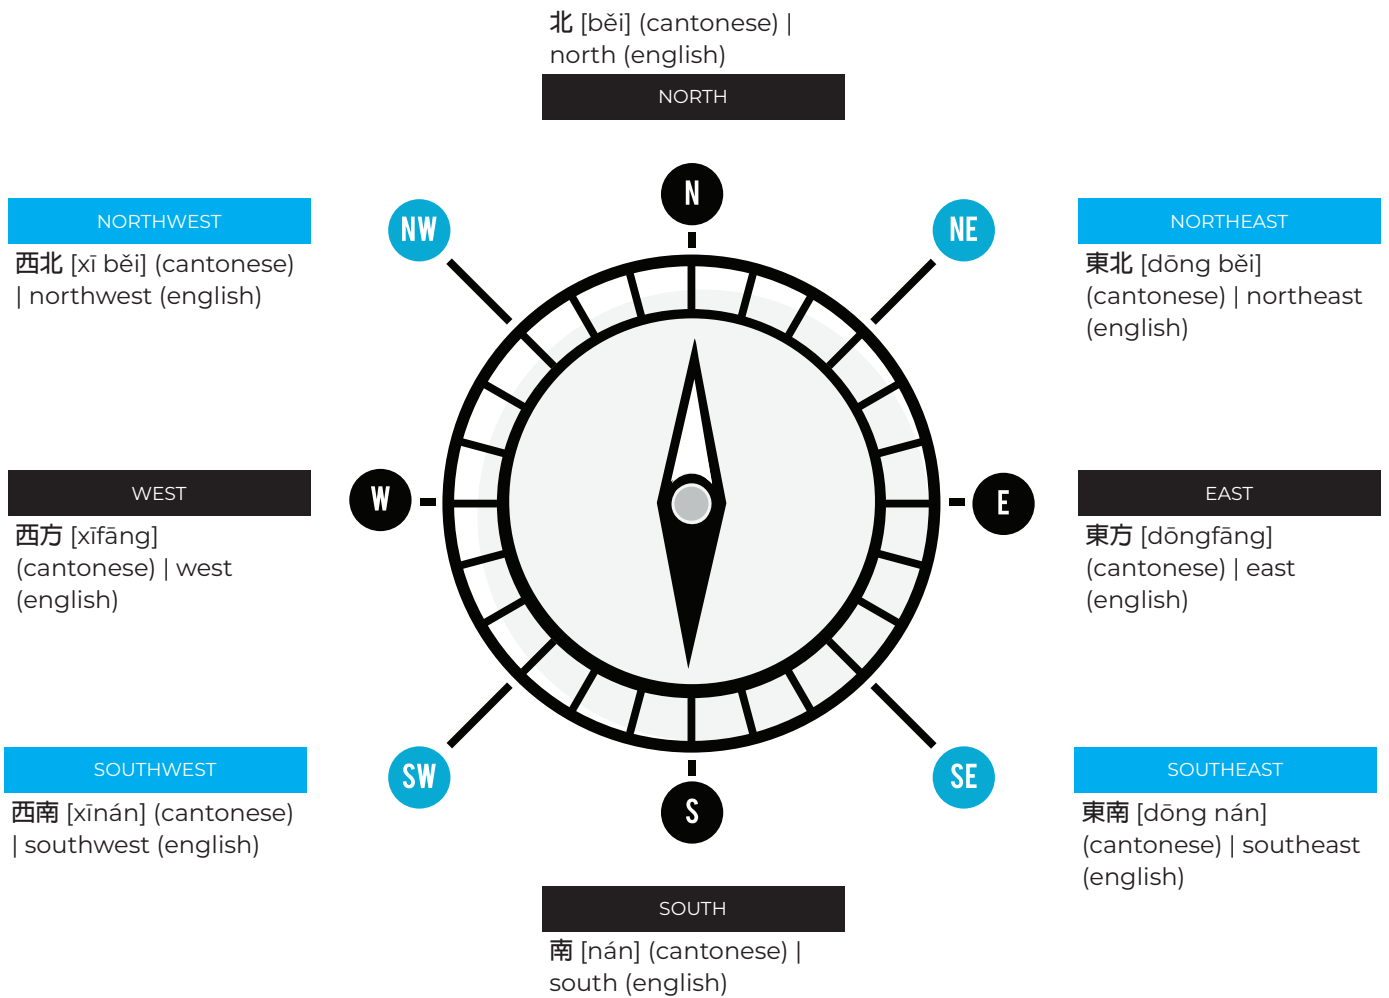 北 [běi] (cantonese) |
north (english)
NORTH
N
NW
NE
NORTHWEST
西北 [xī běi] (cantonese)
| northwest (english)
NORTHEAST
東北 [dōng běi]
(cantonese) | northeast
(english)
WEST
西方 [xīfāng]
(cantonese) | west
(english)
W
E
EAST
東方 [dōngfāng]
(cantonese) | east
(english)
SOUTHWEST
西南 [xīnán] (cantonese)
| southwest (english)
SW
S
SE
SOUTHEAST
東南 [dōng nán]
(cantonese) | southeast
(english)
SOUTH
南 [nán] (cantonese) |
south (english)